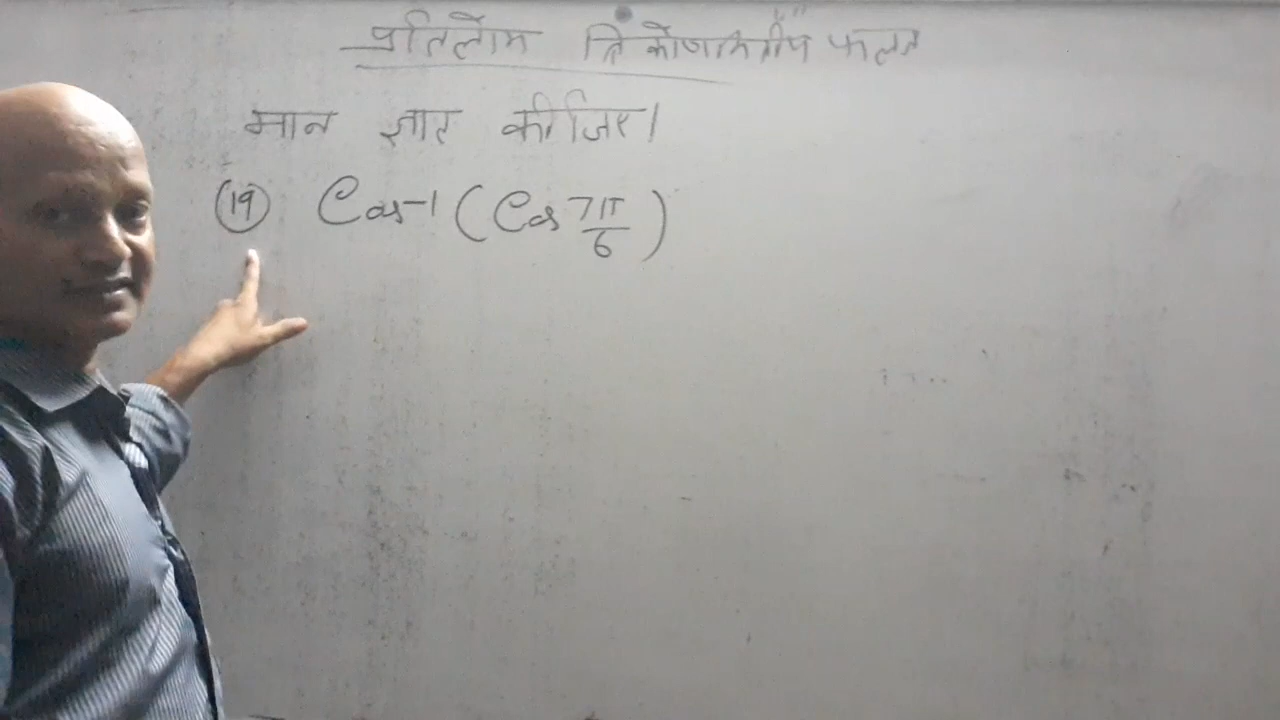 प्रतिलोम त्रिकोणमितीय फलन
मान ज्ञात कीजिए।
(19) Cos⁻¹ (Cos 7π/6)